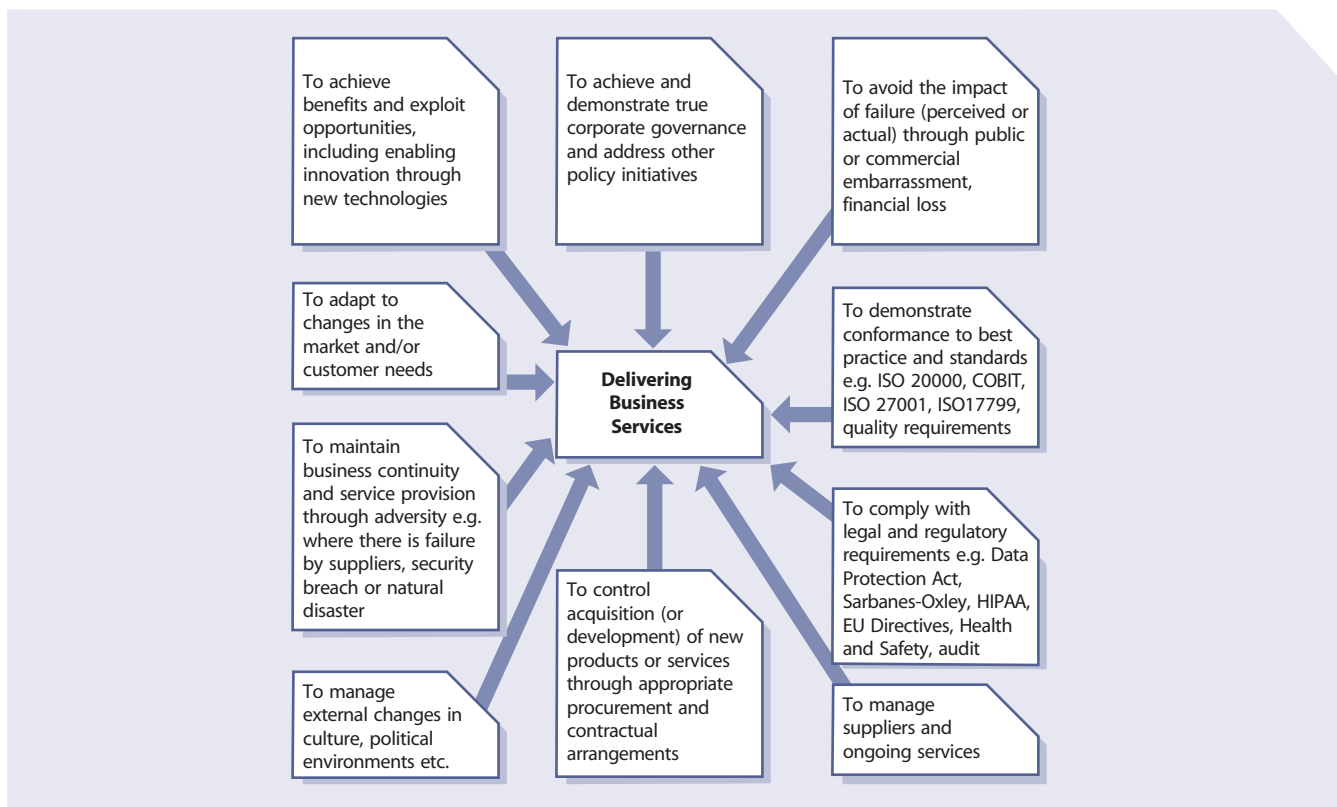 To achieve
benefits and exploit
opportunities,
including enabling
innovation through
new technologies
To achieve and
demonstrate true
corporate governance
and address other
policy initiatives
To avoid the impact
of failure (perceived or
actual) through public
or commercial
embarrassment,
financial loss
To adapt to
changes in the
market and/or
customer needs
Delivering
Business
Services
To demonstrate
conformance to best
practice and standards
e.g. ISO 20000, COBIT,
ISO 27001, ISO17799,
quality requirements
To maintain
business continuity
and service provision
through adversity e.g.
where there is failure
by suppliers, security
breach or natural
disaster
To comply with
legal and regulatory
requirements e.g. Data
Protection Act,
Sarbanes-Oxley, HIPAA,
EU Directives, Health
and Safety, audit
To control
acquisition (or
development) of new
products or services
through appropriate
procurement and
contractual
arrangements
To manage
external changes in
culture, political
environments etc.
To manage
suppliers and
ongoing services